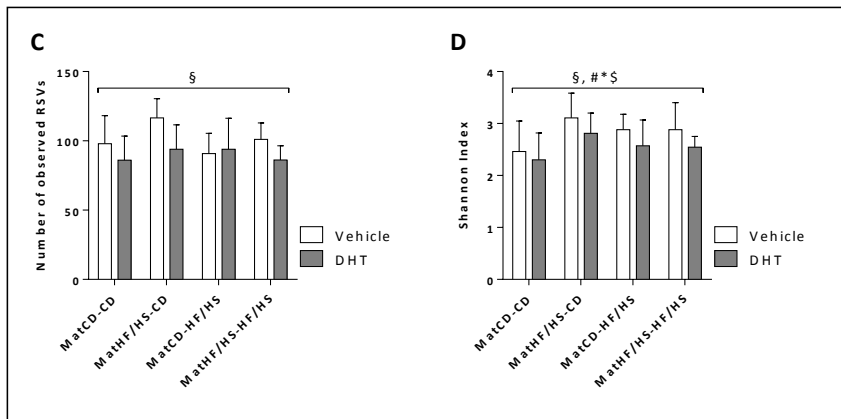 C
§
150
100
50
0
Number of observed RSVs
MatCD-CD
MatHF/HS-CD
MatCD-HF/HS
MatHF/HS-HF/HS
Vehicle
DHT
D
§, #*$
4
3
2
1
0
Shannon Index
MatCD-CD
MatHF/HS-CD
MatCD-HF/HS
MatHF/HS-HF/HS
Vehicle
DHT